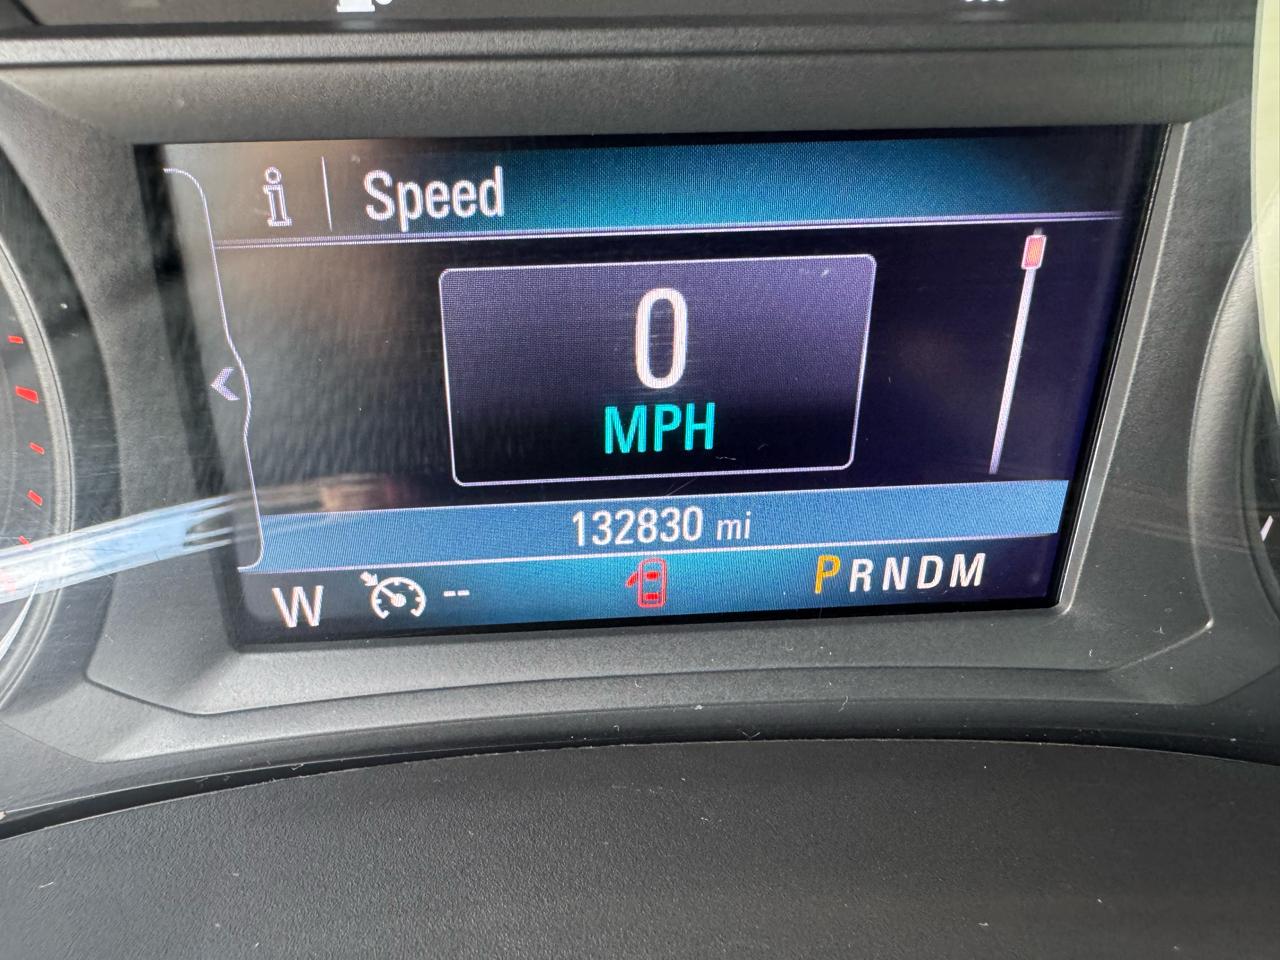 i Speed
0
MPH
132830 mi
W -- PRNDM